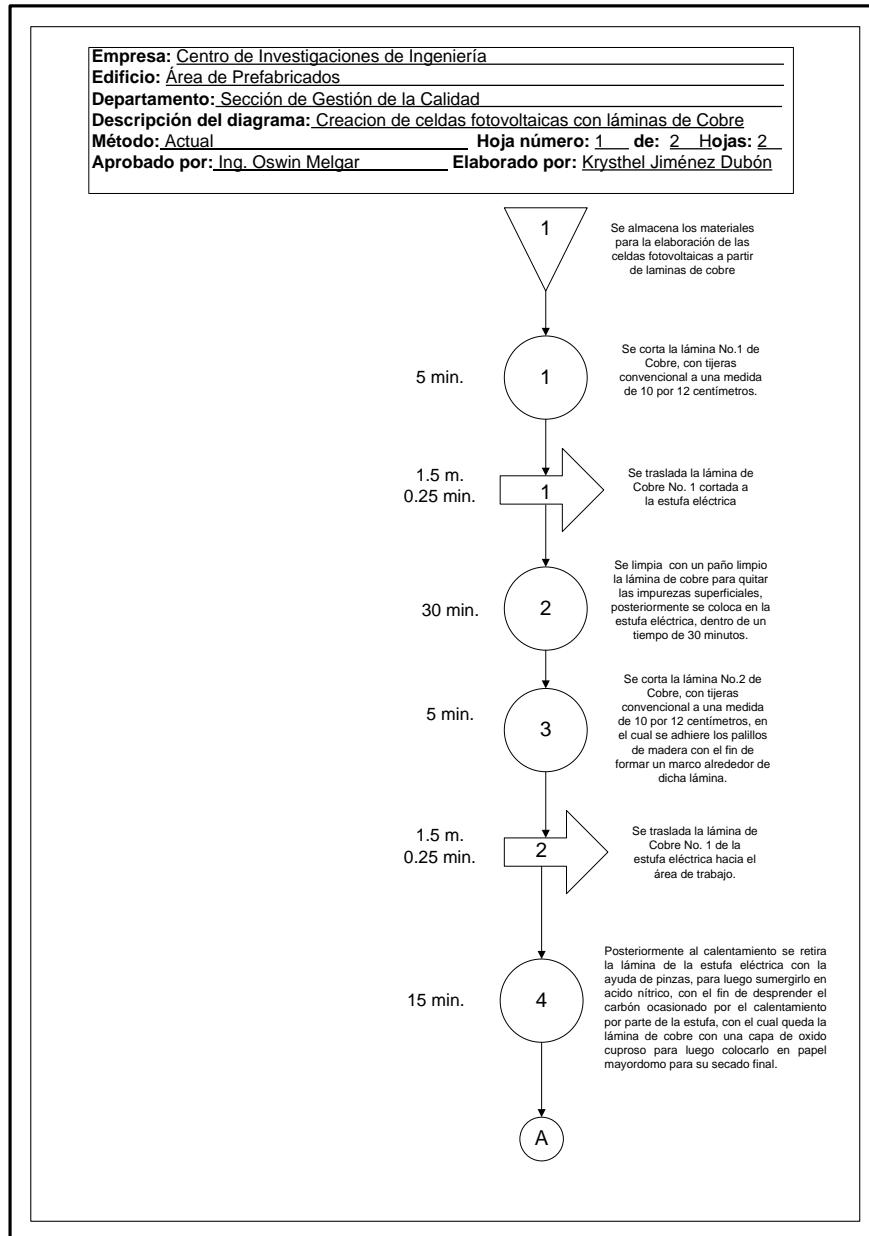 Empresa: Centro de Investigaciones de Ingeniería
Edificio: Área de Prefabricados
Departamento: Sección de Gestión de la Calidad
Descripción del diagrama: Creacion de celdas fotovoltaicas con láminas de Cobre
Método: Actual Hoja número: 1 de: 2 Hojas: 2
Aprobado por: Ing. Oswin Melgar Elaborado por: Krysthel Jiménez Dubón
1
Se almacena los materiales
para la elaboración de las
celdas fotovoltaicas a partir
de laminas de cobre
5 min.
1
Se corta la lámina No.1 de
Cobre, con tijeras
convencional a una medida
de 10 por 12 centímetros.
1.5 m.
0.25 min.
1
Se traslada la lámina de
Cobre No. 1 cortada a
la estufa eléctrica
30 min.
2
Se limpia con un paño limpio
la lámina de cobre para quitar
las impurezas superficiales,
posteriormente se coloca en la
estufa eléctrica, dentro de un
tiempo de 30 minutos.
5 min.
3
Se corta la lámina No.2 de
Cobre, con tijeras
convencional a una medida
de 10 por 12 centímetros, en
el cual se adhiere los palillos
de madera con el fin de
formar un marco alrededor de
dicha lámina.
1.5 m.
0.25 min.
2
Se traslada la lámina de
Cobre No. 1 de la
estufa eléctrica hacia el
área de trabajo.
15 min.
4
Posteriormente al calentamiento se retira
la lámina de la estufa eléctrica con la
ayuda de pinzas, para luego sumergirlo en
acido nítrico, con el fin de desprender el
carbón ocasionado por el calentamiento
por parte de la estufa, con el cual queda la
lámina de cobre con una capa de oxido
cuproso para luego colocarlo en papel
mayordomo para su secado final.
A